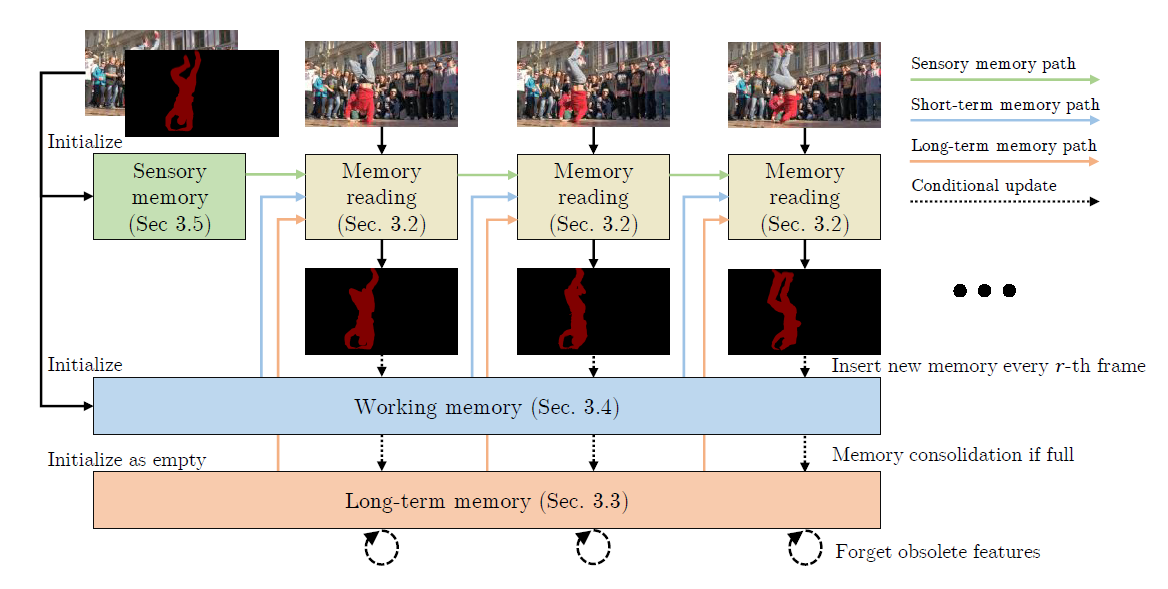 Initialize
Sensory
memory
(Sec 3.5)
Memory
reading
(Sec. 3.2)
Memory
reading
(Sec. 3.2)
Memory
reading
(Sec. 3.2)
Sensory memory path
Short-term memory path
Long-term memory path
Conditional update
Initialize
Insert new memory every r-th frame
Working memory (Sec. 3.4)
Initialize as empty
Memory consolidation if full
Long-term memory (Sec. 3.3)
Forget obsolete features